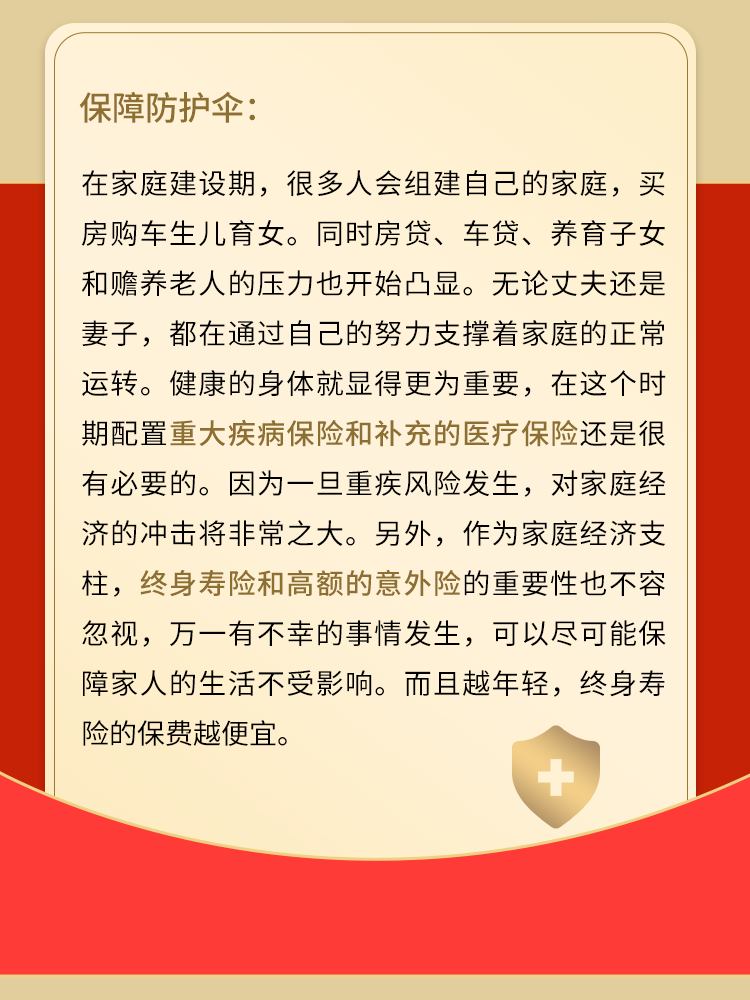 保障防护伞：
在家庭建设期，很多人会组建自己的家庭，买
房购车生儿育女。同时房贷、车贷、养育子女
和赡养老人的压力也开始凸显。无论丈夫还是
妻子，都在通过自己的努力支撑着家庭的正常
运转。健康的身体就显得更为重要，在这个时
期配置重大疾病保险和补充的医疗保险还是很
有必要的。因为一旦重疾风险发生，对家庭经
济的冲击将非常之大。另外，作为家庭经济支
柱，终身寿险和高额的意外险的重要性也不容
忽视，万一有不幸的事情发生，可以尽可能保
障家人的生活不受影响。而且越年轻，终身寿
险的保费越便宜。